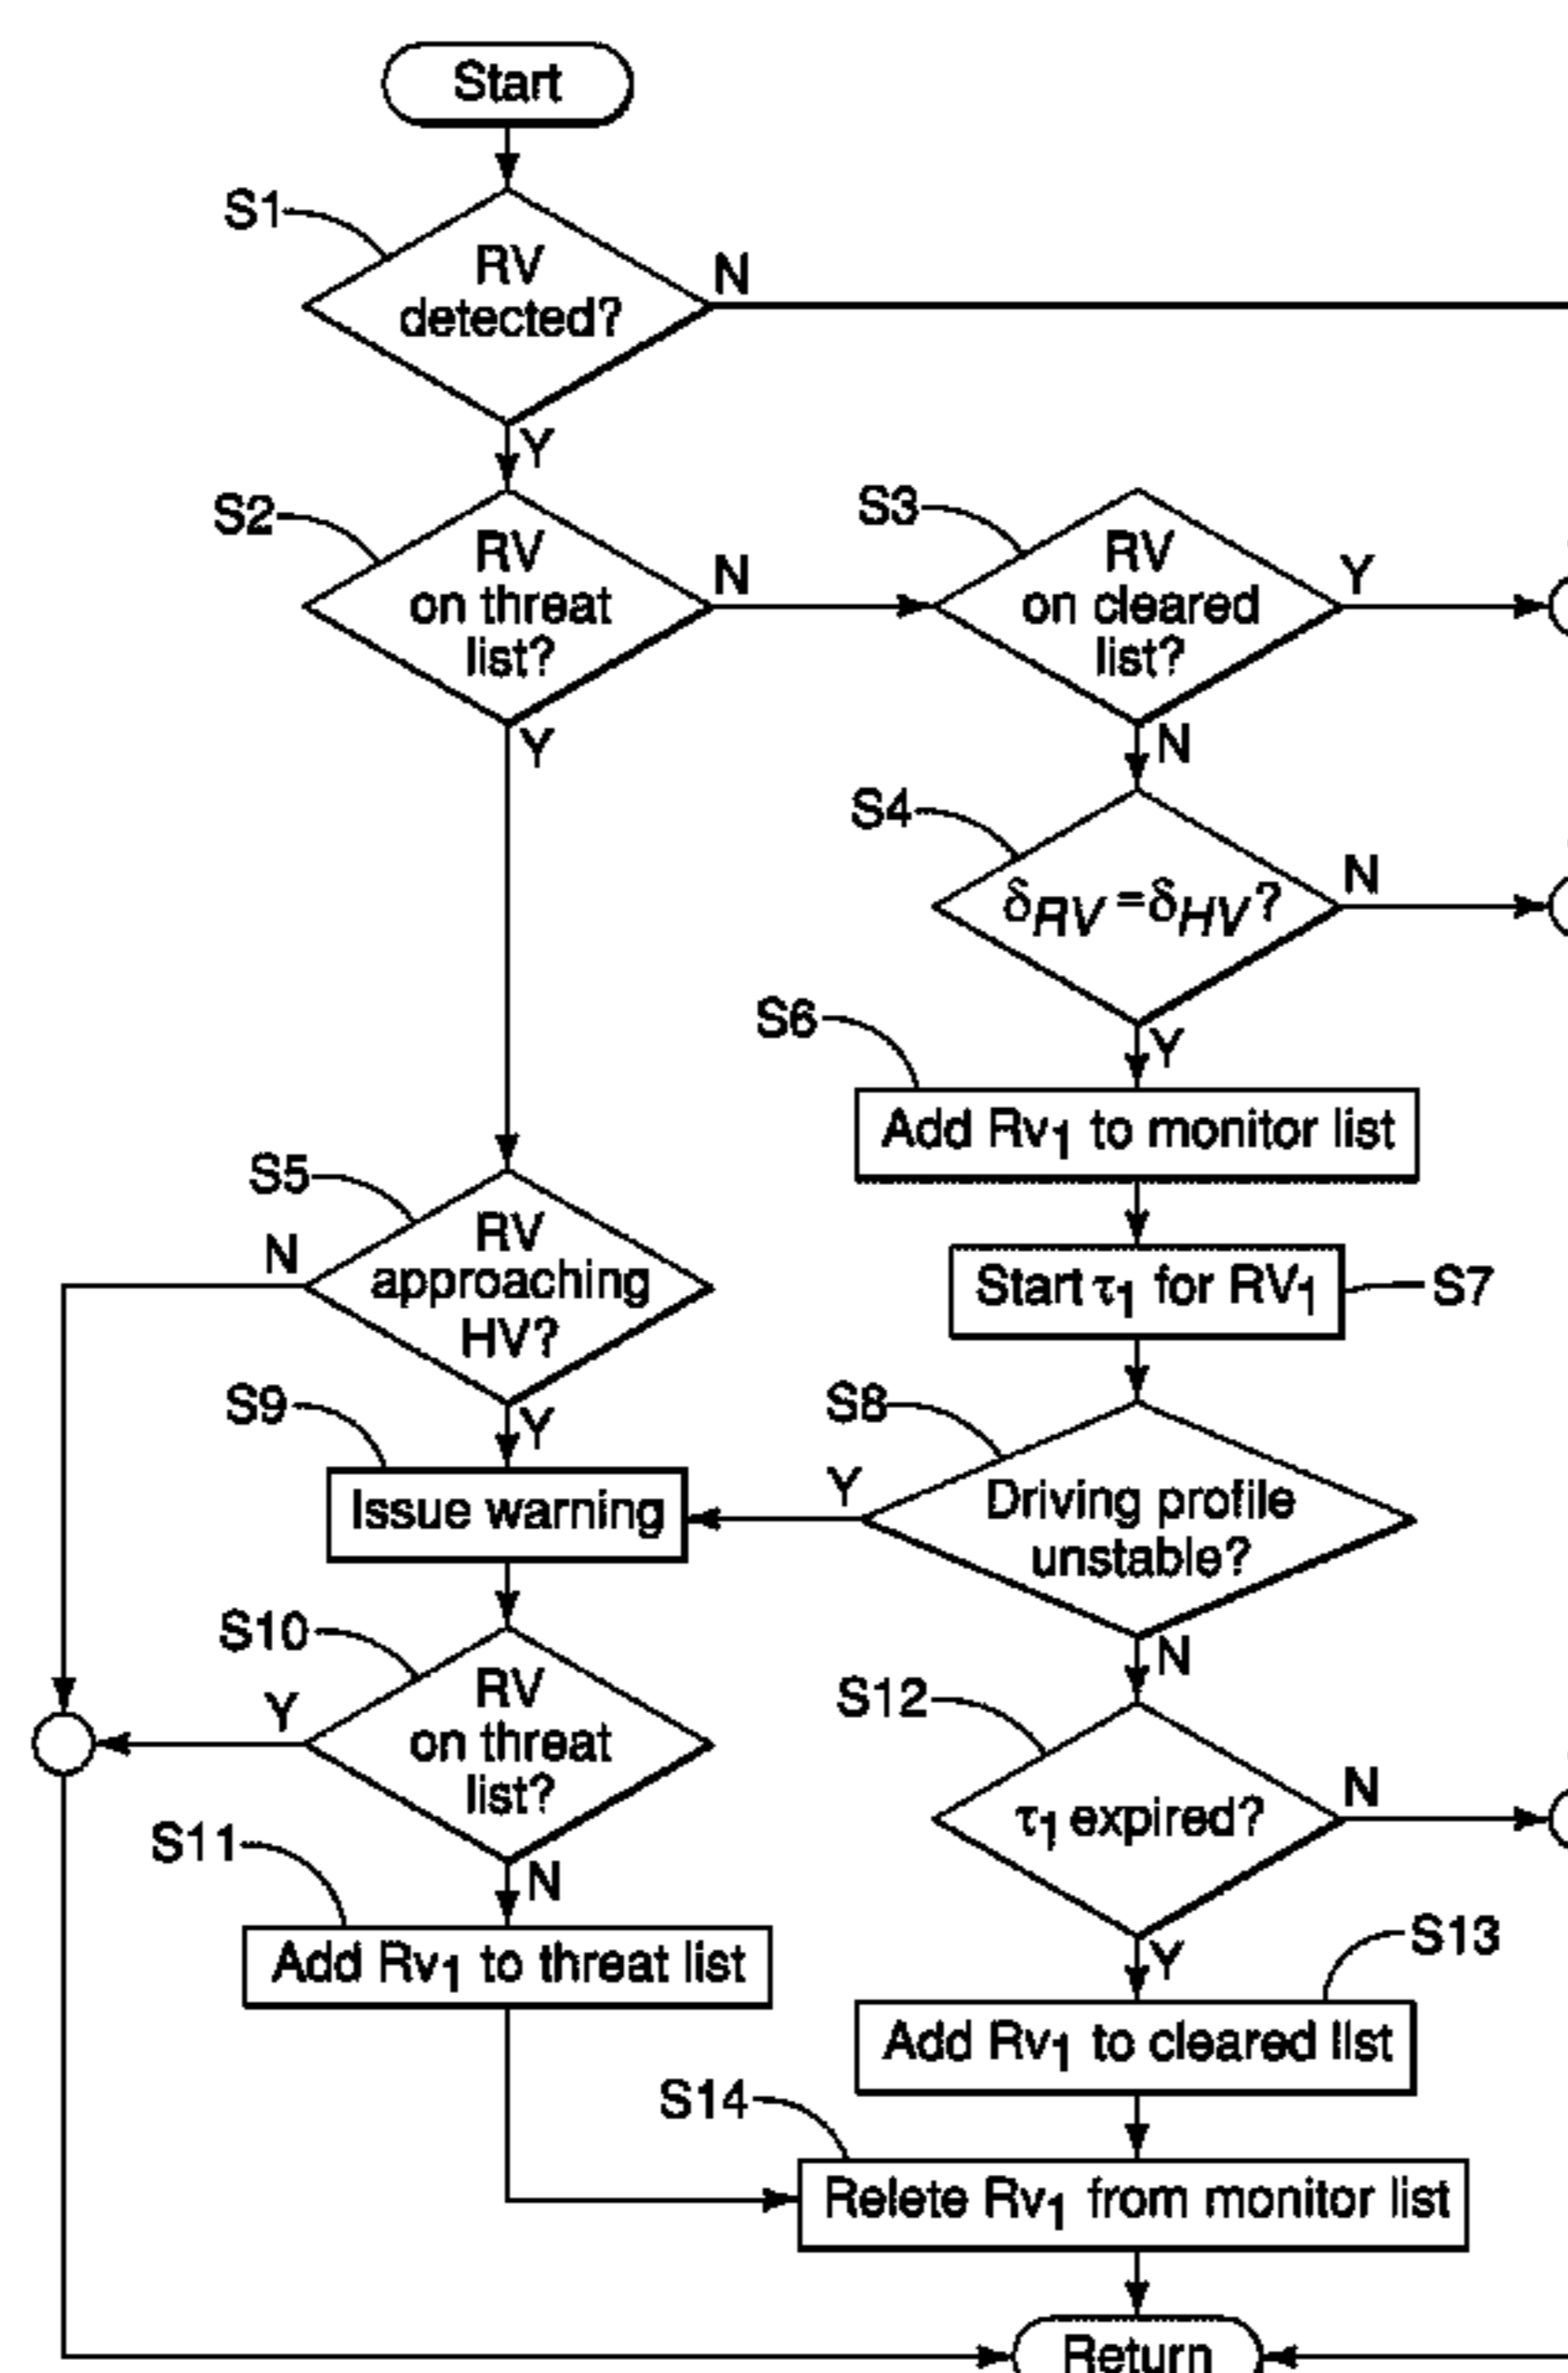 Start
S1
RV
detected?
N
Y
S2
RV
on threat
list?
N
Y
S3
RV
on cleared
list?
Y
N
S4
δRV = δHV ?
N
Y
S6
Add Rv1 to monitor list
S5
RV
approaching
HV?
N
Y
Start τ1 for RV1
S7
S9
Issue warning
S8
Driving profile
unstable?
Y
N
S10
RV
on threat
list?
Y
N
S12
τ1 expired?
N
Y
S11
Add Rv1 to threat list
S13
Add Rv1 to cleared list
S14
Relete Rv1 from monitor list
Return